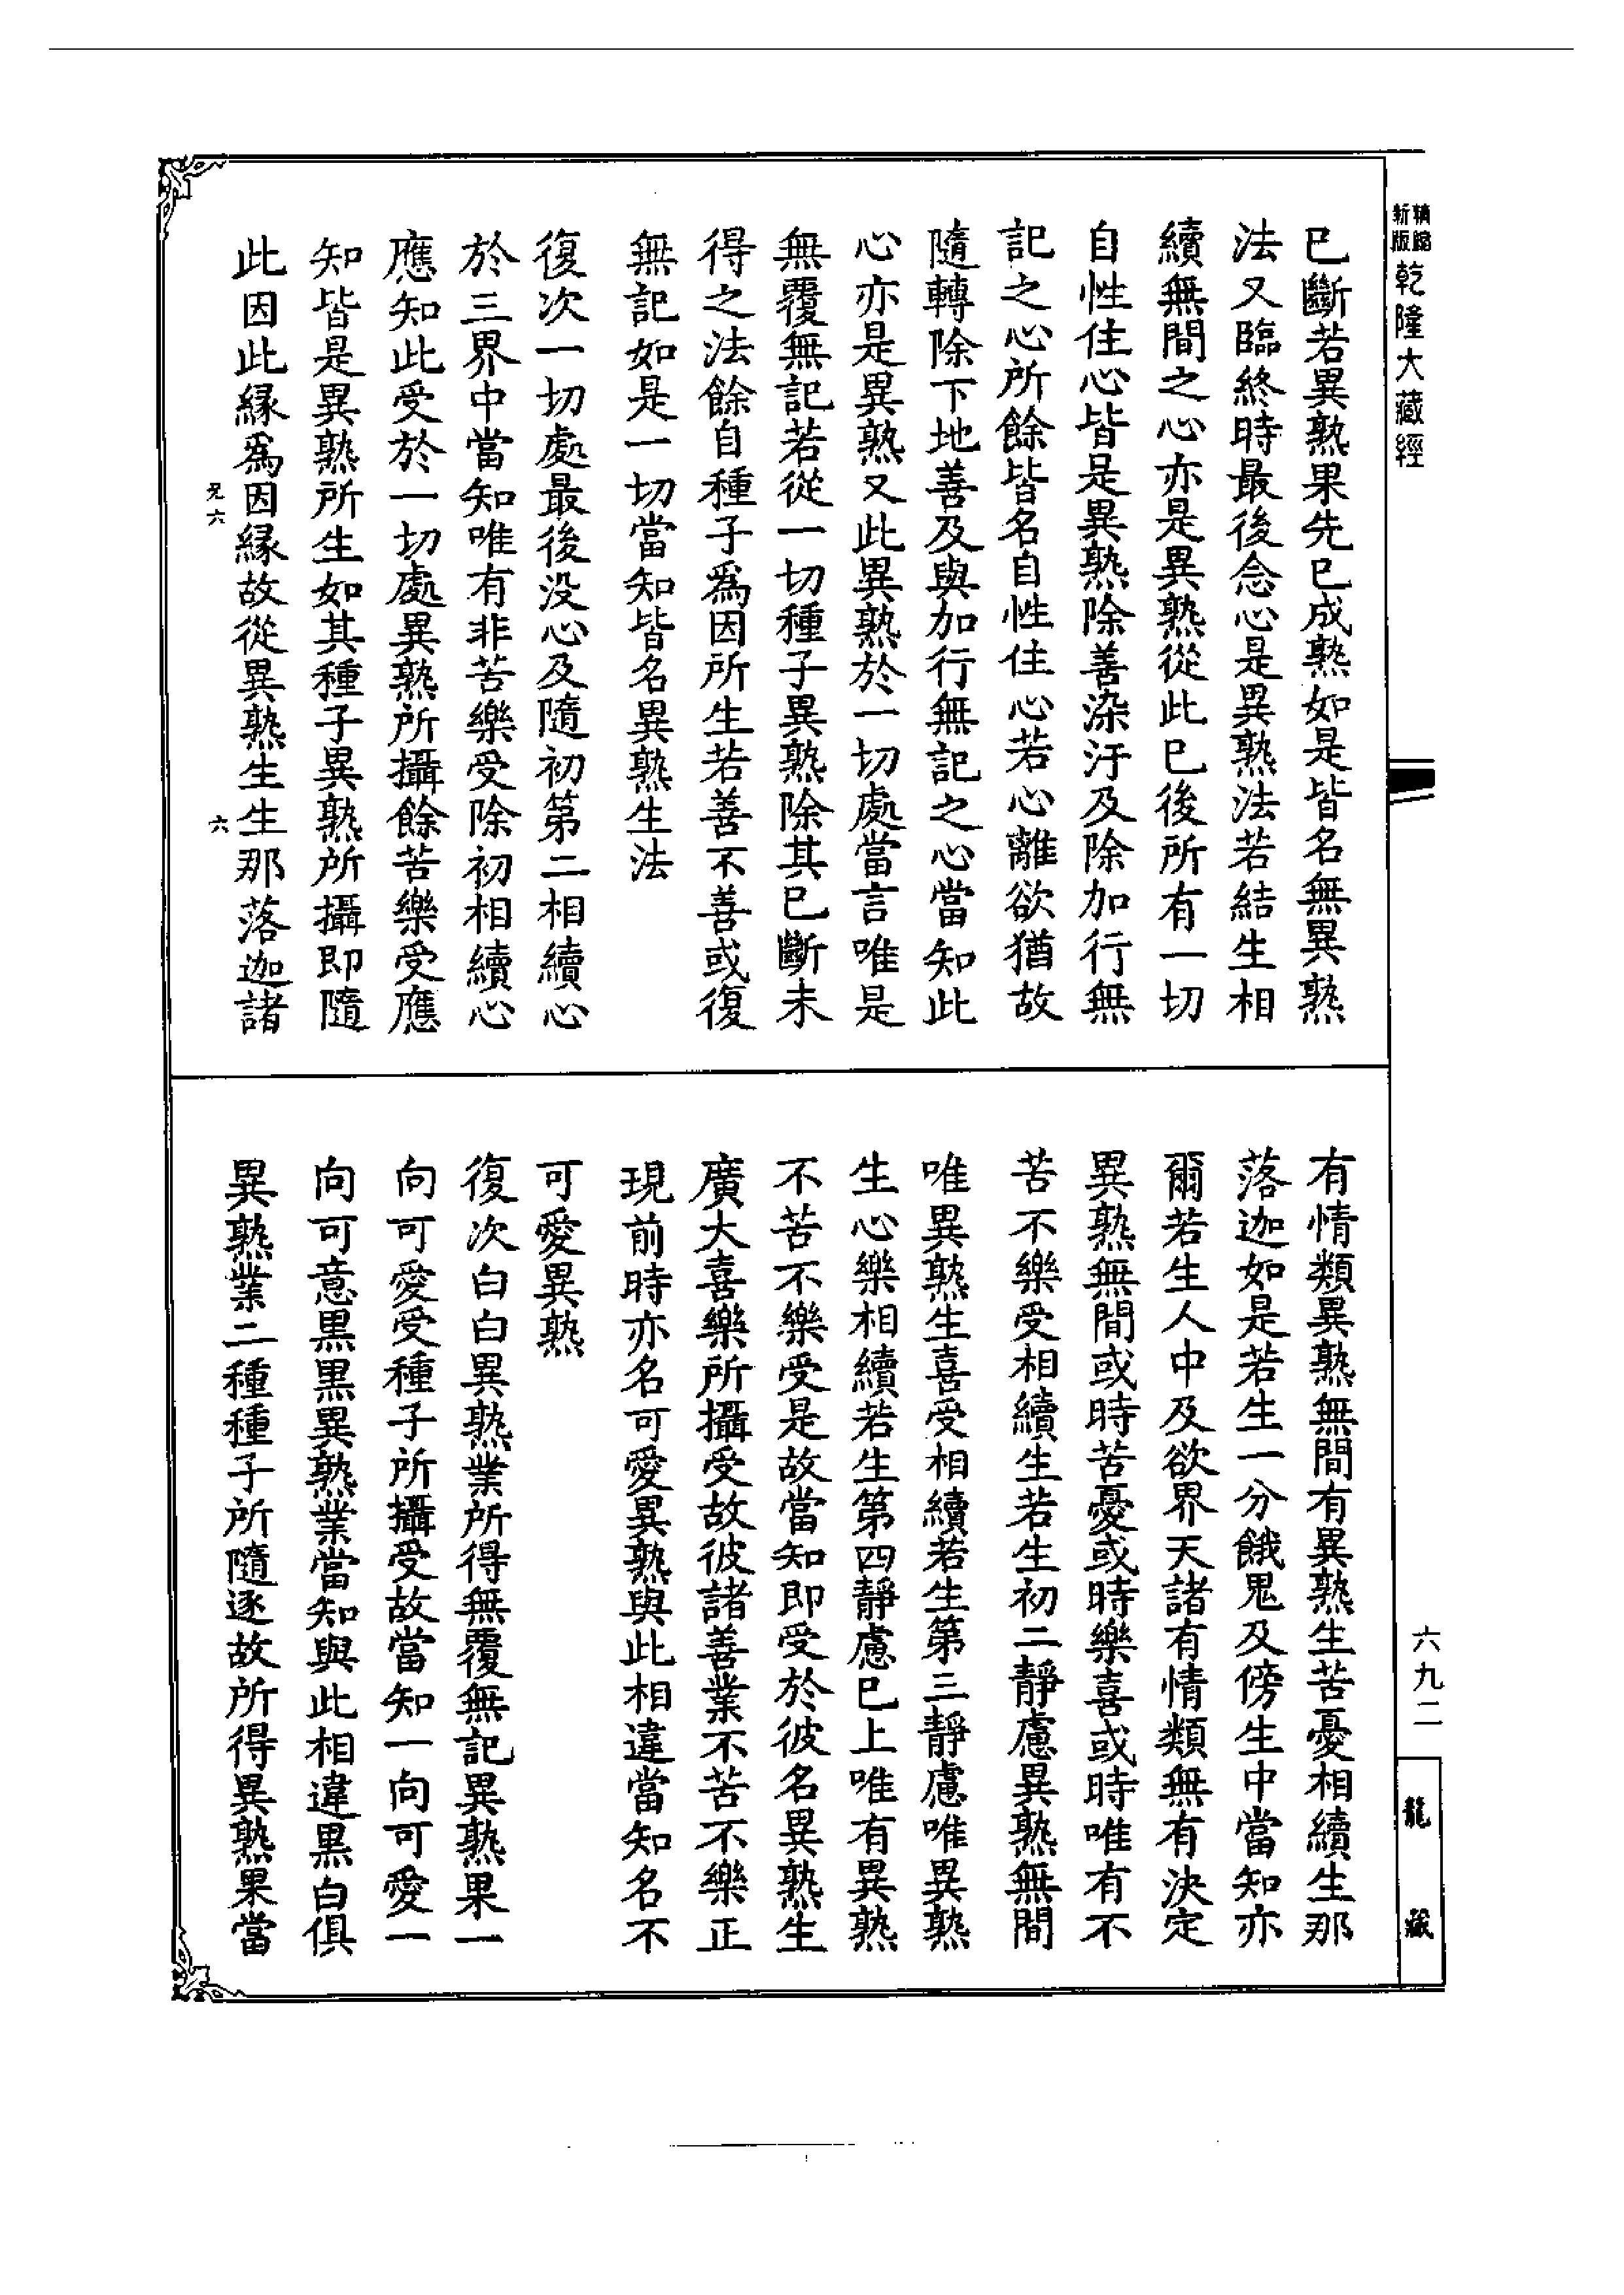 新版精縮乾隆大藏經
已斷若異熟果先已成熟如是皆名無異熟
法又臨終時最後念心是異熟法若結生相
續無間之心亦是異熟從此已後所有一切
自性住心皆是異熟除善染汙及除加行無
記之心所餘皆名自性住心若心離欲猶故
隨轉除下地善及與加行無記之心當知此
心亦是異熟又此異熟於一切處當言唯是
無覆無記若從一切種子異熟除其已斷未
得之法餘自種子爲因所生若善不善或復
無記如是一切當知皆名異熟生法
復次一切處最後没心及隨初第二相續心
於三界中當知唯有非苦樂受除初相續心
應知此受於一切處異熟所攝餘苦樂受應
知皆是異熟所生如其種子異熟所攝即隨
此因此緣爲因緣故從異熟生生那落迦諸
六
有情類異熟無間有異熟生苦憂相續生那
落迦如是若生一分餓鬼及傍生中當知亦
爾若生人中及欲界天諸有情類無有決定
異熟無間或時苦憂或時樂喜或時唯有不
苦不樂受相續生若生初二靜慮異熟無間
唯異熟生喜受相續若生第三靜慮唯異熟
生心樂相續若生第四靜慮已上唯有異熟
不苦不樂受是故當知即受於彼名異熟生
廣大喜樂所攝受故彼諸善業不苦不樂正
現前時亦名可愛異熟與此相違當知名不
可愛異熟
復次白白異熟業所得無覆無記異熟果一
向可愛受種子所攝受故當知一向可愛一
向可意黑黑異熟業當知與此相違黑白俱
異熟業二種種子所隨逐故所得異熟果當
六九二
龍藏